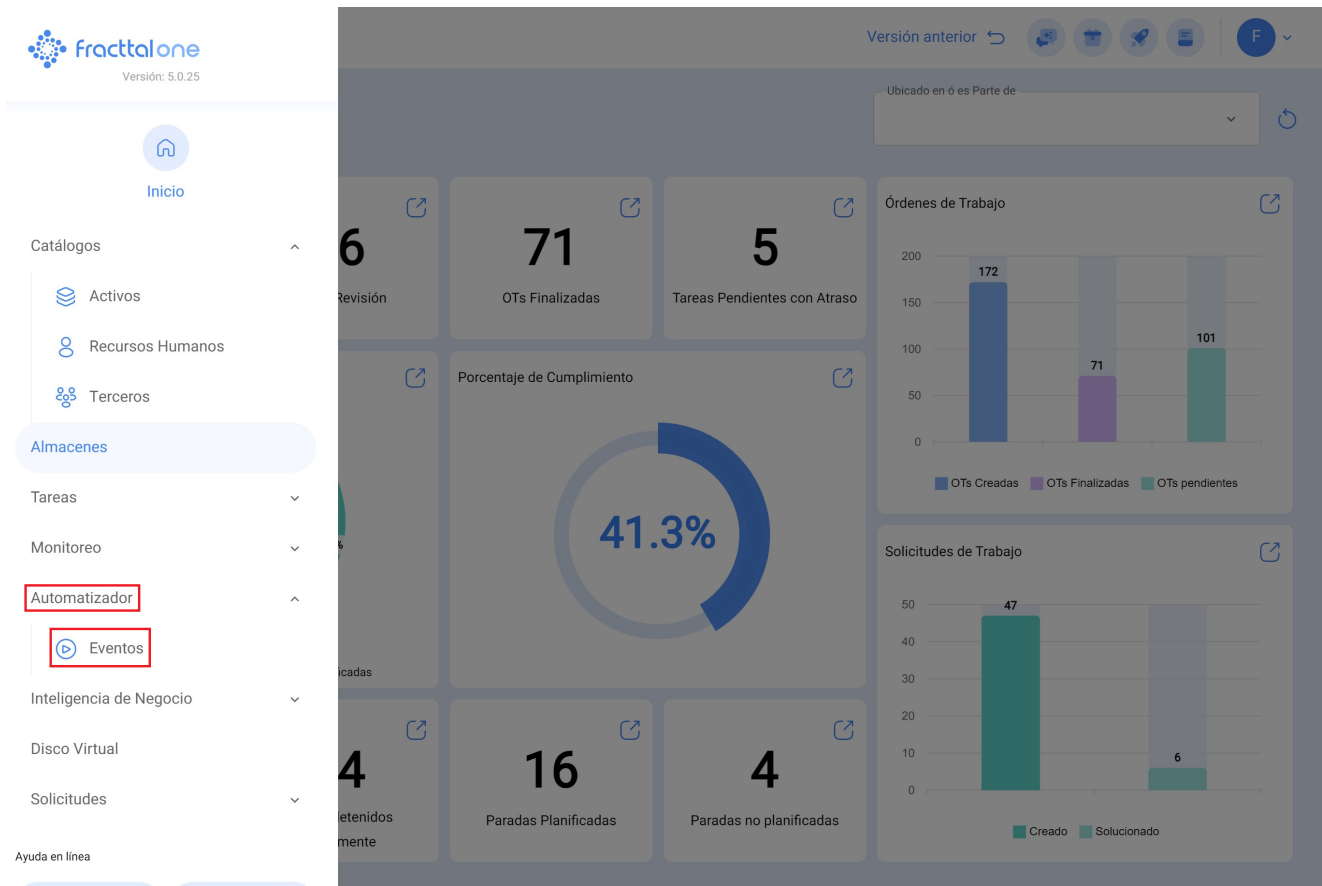 fracttal one
Versión: 5.0.25
Inicio
Catálogos
Activos
Recursos Humanos
Terceros
Almacenes
Tareas
Monitoreo
Automatizador
Eventos
Inteligencia de Negocio
Disco Virtual
Solicitudes
Ayuda en línea
Versión anterior
F
Ubicado en ó es Parte de
6
Revisión
71
OTs Finalizadas
5
Tareas Pendientes con Atraso
Órdenes de Trabajo
200
150
100
50
0
172
71
101
OTs Creadas
OTs Finalizadas
OTs pendientes
Porcentaje de Cumplimiento
41.3%
%
icadas
Solicitudes de Trabajo
50
40
30
20
10
0
47
6
Creado
Solucionado
4
etenidos
mente
16
Paradas Planificadas
4
Paradas no planificadas